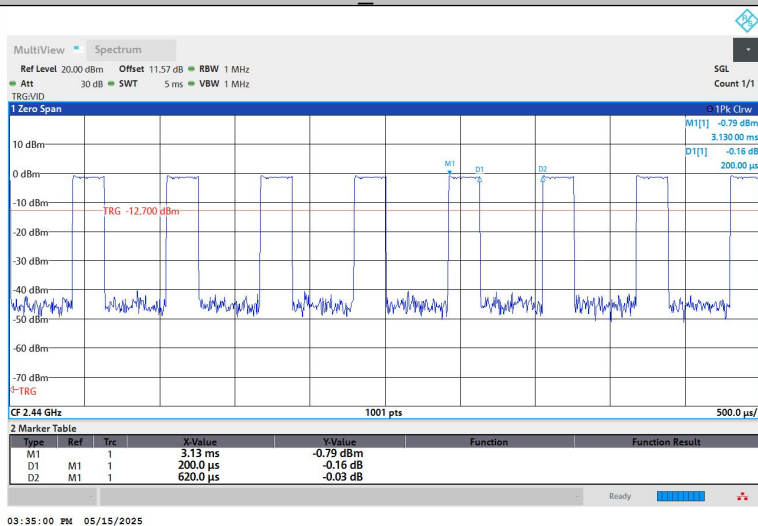 R S
MultiView Spectrum
Ref Level 20.00 dBm Offset 11.57 dB RBW 1 MHz SGL
Att 30 dB SWT 5 ms VBW 1 MHz Count 1/1
TRG:VID
1 Zero Span 1Pk Clrw
M1[1] -0.79 dBm
3.130 00 ms
D1[1] -0.16 dB
200.00 µs
10 dBm
M1 D1 D2
0 dBm
-10 dBm
TRG -12.700 dBm
-20 dBm
-30 dBm
-40 dBm
-50 dBm
-60 dBm
-70 dBm
TRG
CF 2.44 GHz 1001 pts 500.0 µs/
2 Marker Table
Type Ref Trc X-Value Y-Value Function Function Result
M1 1 3.13 ms -0.79 dBm
D1 M1 1 200.0 µs -0.16 dB
D2 M1 1 620.0 µs -0.03 dB
Ready
03:35:00 PM 05/15/2025